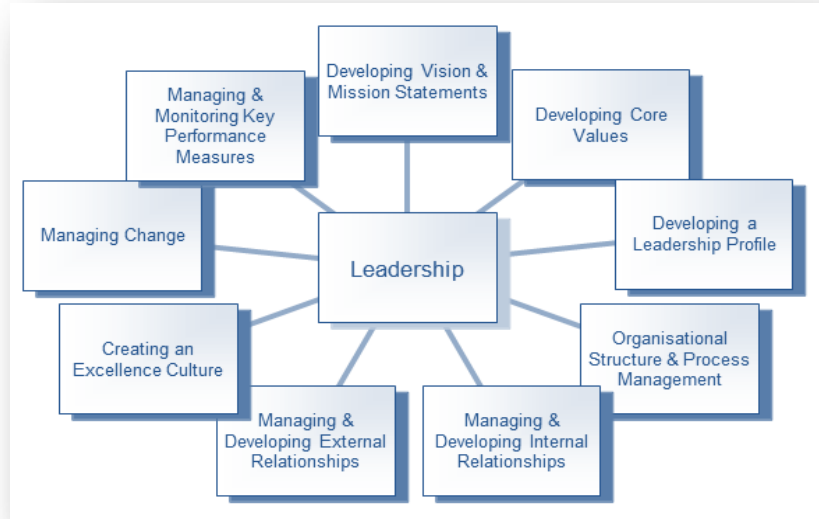 Developing Vision &
Mission Statements
Developing Core
Values
Developing a
Leadership Profile
Organisational
Structure & Process
Management
Managing &
Developing Internal
Relationships
Managing &
Developing External
Relationships
Creating an
Excellence Culture
Managing Change
Managing &
Monitoring Key
Performance
Measures
Leadership